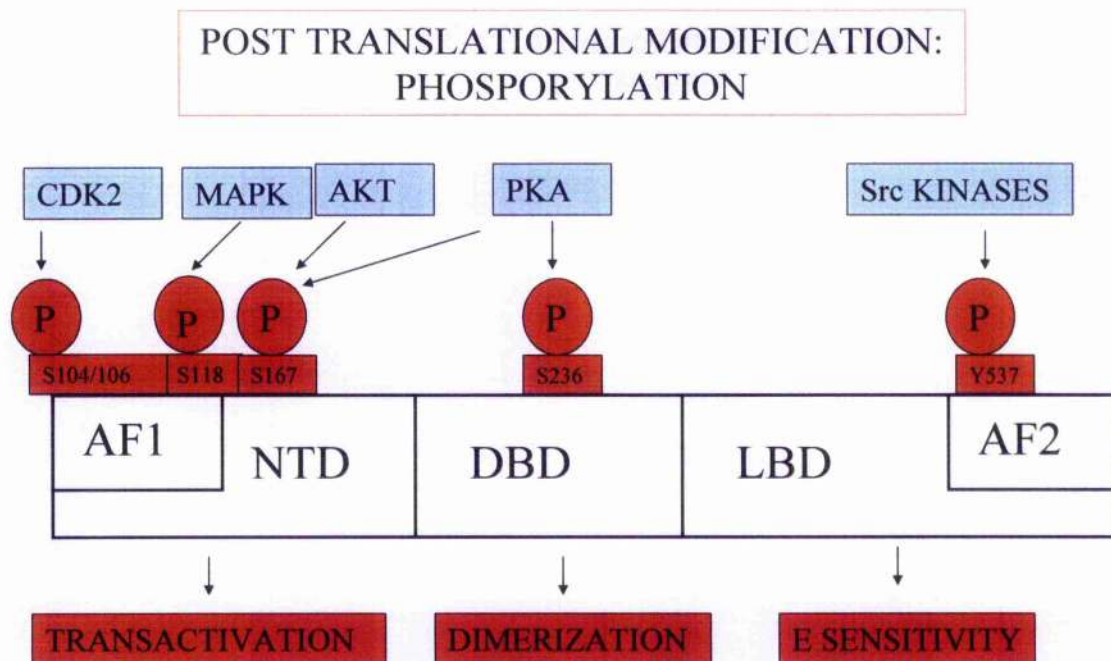 POST TRANSLATIONAL MODIFICATION:
PHOSPORYLATION
CDK2 MAPK AKT PKA Src KINASES
P P P P P
S104/106 S118 S167 S236 Y537
AF1 NTD DBD LBD AF2
TRANSACTIVATION DIMERIZATION E SENSITIVITY